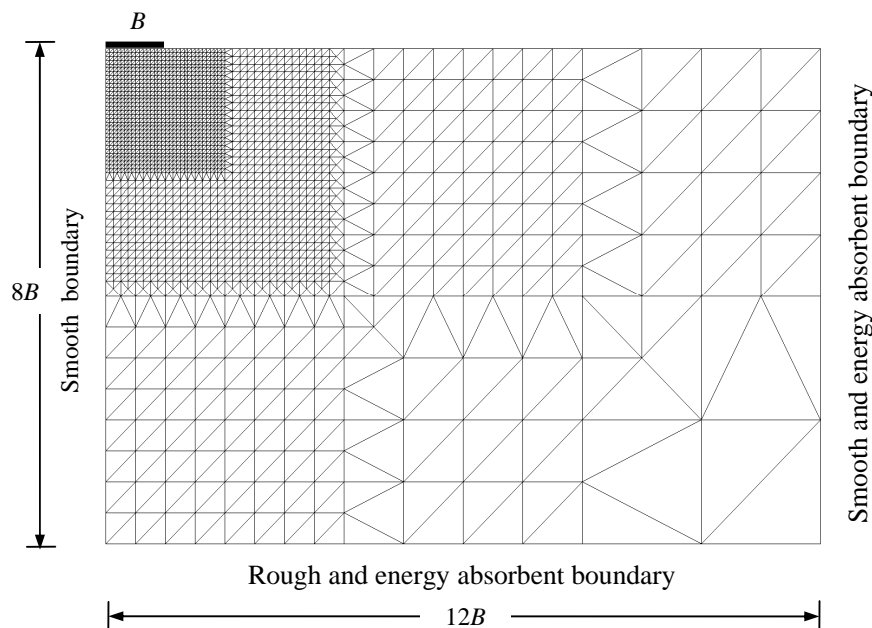 B
8B
Smooth boundary
Smooth and energy absorbent boundary
Rough and energy absorbent boundary
12B